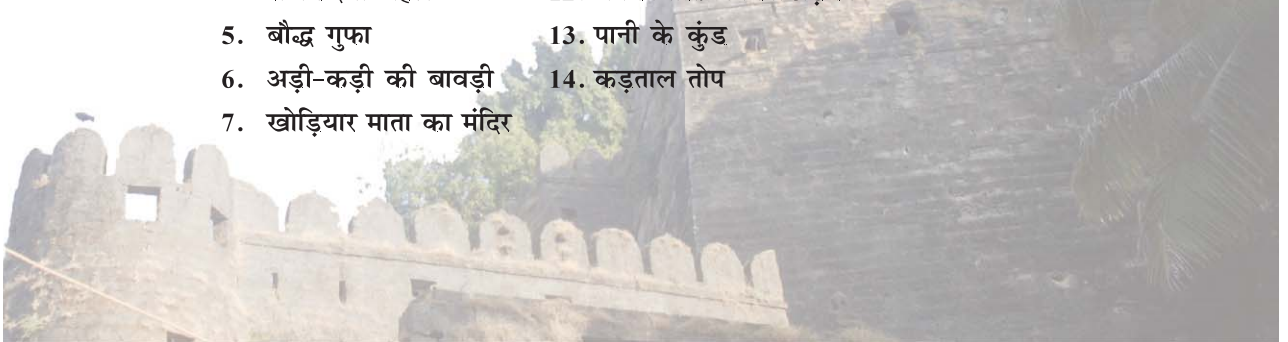 5. बौद्ध गुफा
13. पानी के कुंड
6. अड़ी-कड़ी की बावड़ी
14. कड़ताल तोप
7. खोड़ियार माता का मंदिर